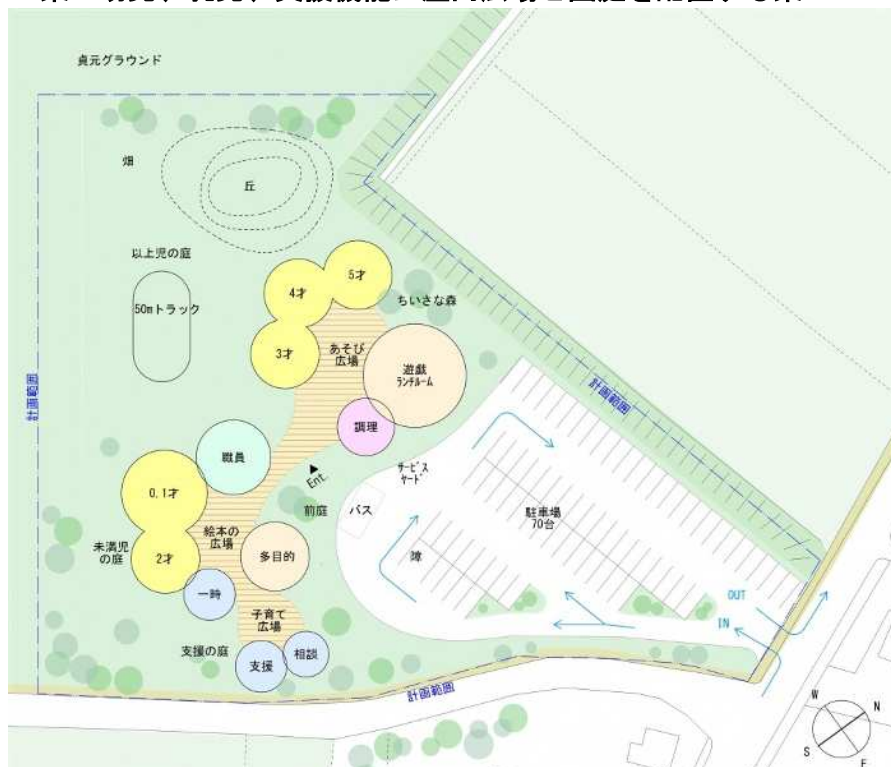 貞元グラウンド
畑
丘
以上児の庭
5才
4才
ちいさな森
50mトラック
3才
あそび
広場
遊戯
ランチルーム
計画範囲
計画範囲
調理
職員
サービス
ヤード
Ent.
0,1才
前庭
バス
駐車場
70台
絵本の
広場
未満児
の庭
2才
多目的
障
一時
OUT
IN
子育て
広場
支援の庭
支援
相談
計画範囲
W
N
S
E